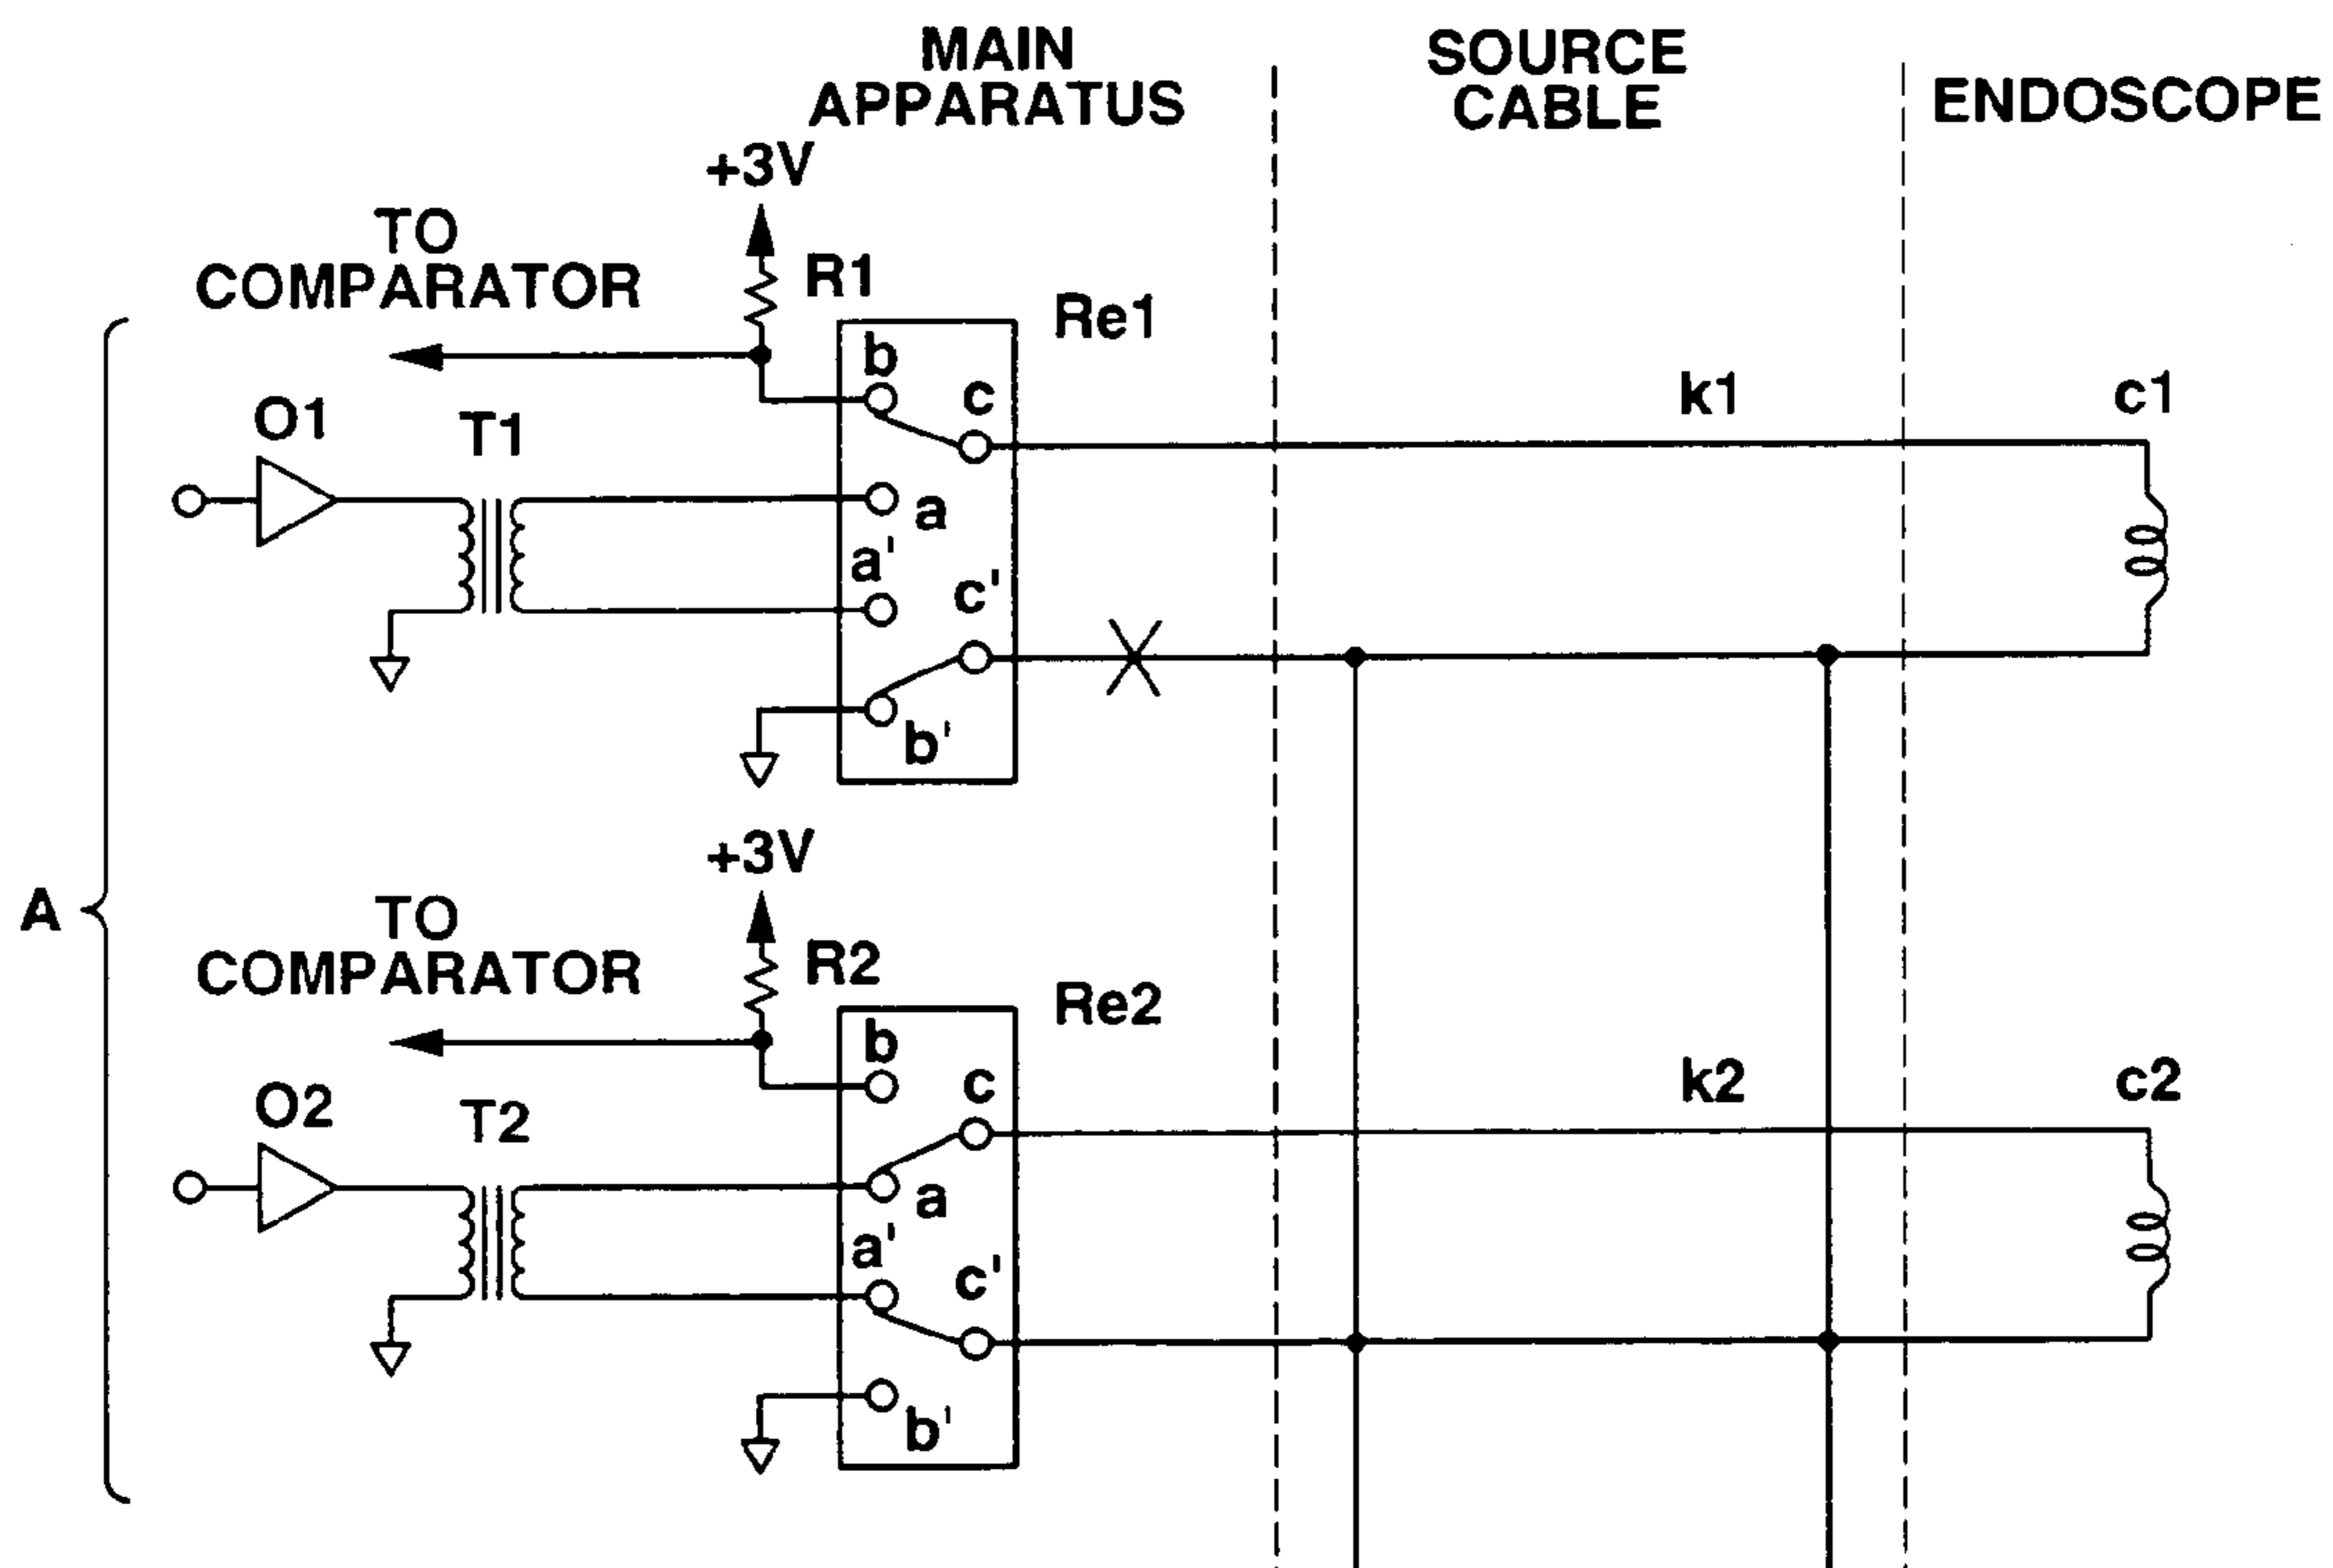 MAIN
APPARATUS
SOURCE
CABLE
ENDOSCOPE
+3V
TO
COMPARATOR
R1
Re1
b
c
k1
c1
O1
T1
a
a'
c'
b'
+3V
A
TO
COMPARATOR
R2
Re2
b
c
k2
c2
O2
T2
a
a'
c'
b'